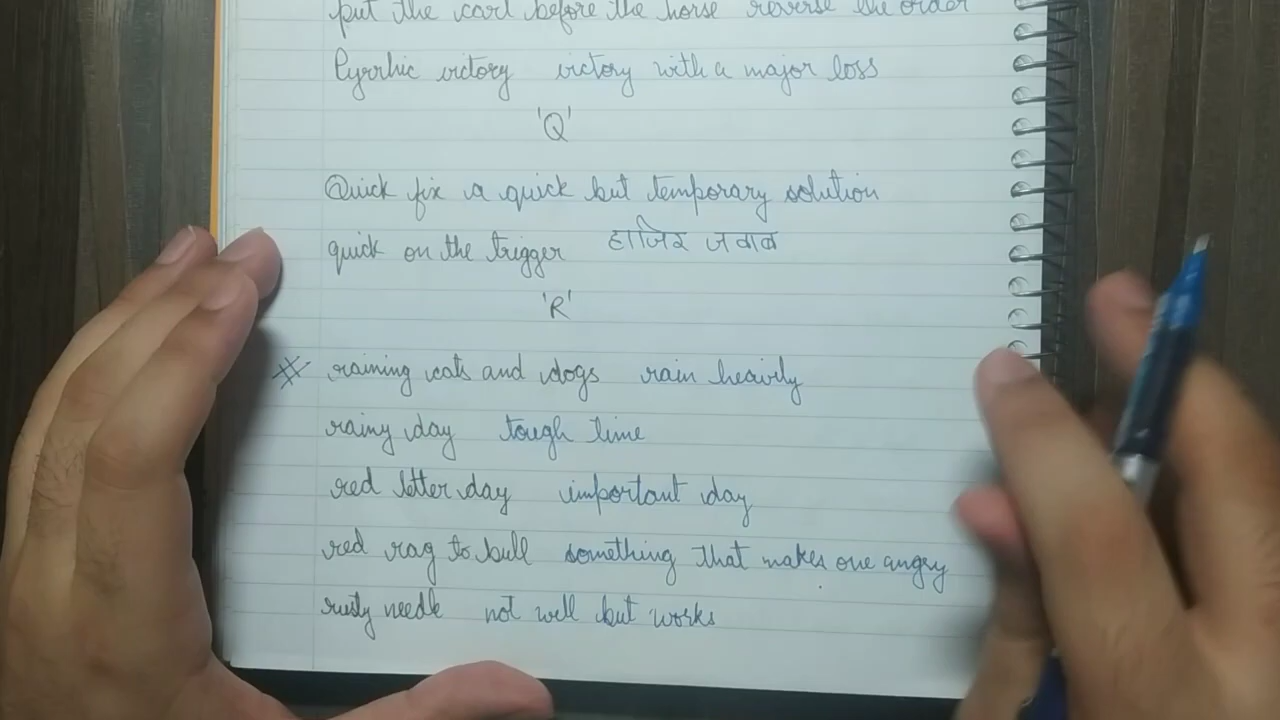 put the cart before the horse reverse the order
Pyrrhic victory victory with a major loss
'Q'
Quick fix a quick but temporary solution
quick on the trigger हाजिर जवाब
'R'
# raining cats and dogs rain heavily
rainy day tough time
red letter day important day
red rag to bull something that makes one angry
rusty needle not well but works